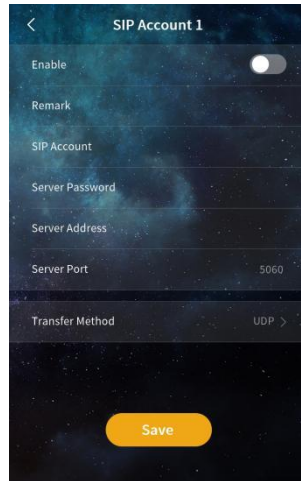 SIP Account 1
Enable
Remark
SIP Account
Server Password
Server Address
Server Port 5060
Transfer Method UDP >
Save